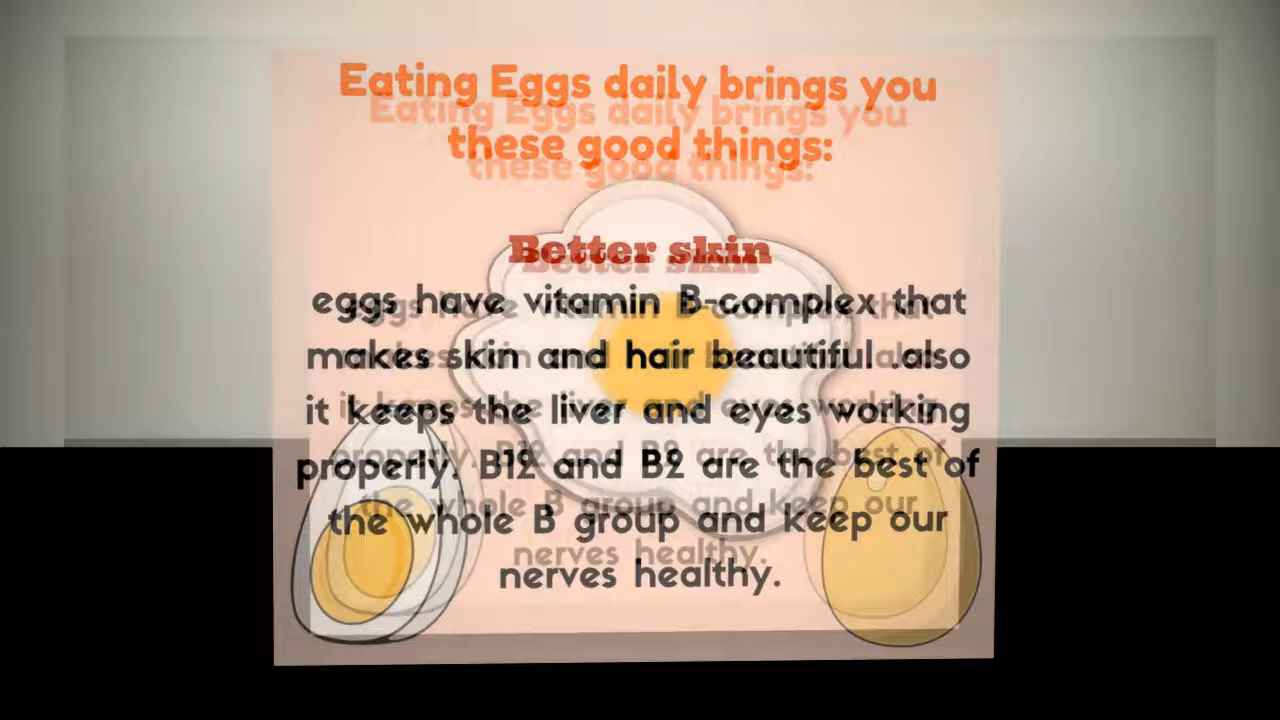 Eating Eggs daily brings you
these good things:
Better skin
eggs have vitamin B-complex that
makes skin and hair beautiful .also
it keeps the liver and eyes working
properly. B12 and B2 are the best of
the whole B group and keep our
nerves healthy.